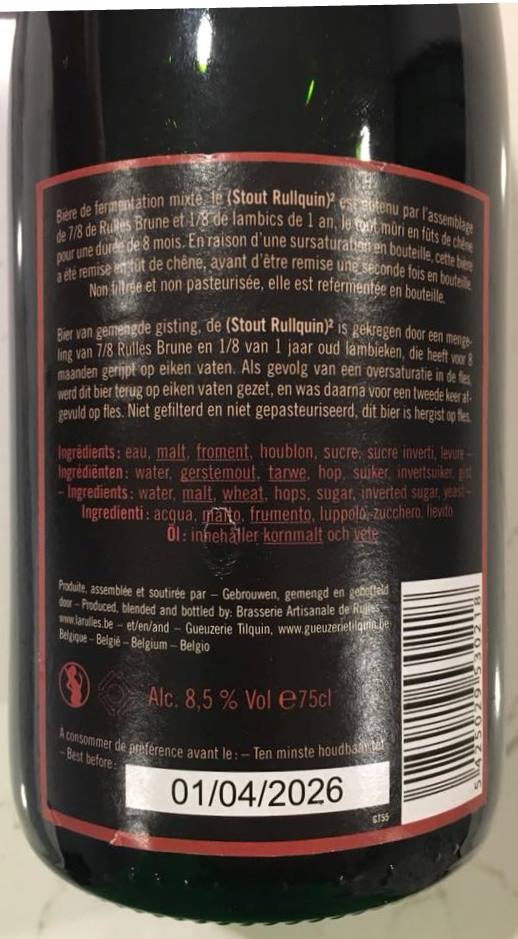 Bière de fermentation mixte, le (Stout Rullquin)² est obtenu par l'assemblage
de 7/8 de Rulles Brune et 1/8 de lambics de 1 an, le tout mûri en fûts de chêne
pour une durée de 8 mois. En raison d'une sursaturation en bouteille, cette bière
a été remise en fût de chêne, avant d'être remise une seconde fois en bouteille.
Non filtrée et non pasteurisée, elle est refermentée en bouteille.
Bier van gemengde gisting, de (Stout Rullquin)² is gekregen door een menge-
ling van 7/8 Rulles Brune en 1/8 van 1 jaar oud lambieken, die heeft voor 8
maanden gerijpt op eiken vaten. Als gevolg van een oversaturatie in de fles,
werd dit bier terug op eiken vaten gezet, en was daarna voor een tweede keer af-
gevuld op fles. Niet gefilterd en niet gepasteuriseerd, dit bier is hergist op fles.
Ingrédients : eau, malt, froment, houblon, sucre, sucre inverti, levure –
Ingrediënten : water, gerstemout, tarwe, hop, suiker, invertsuiker, gist
– Ingredients : water, malt, wheat, hops, sugar, inverted sugar, yeast –
Ingredienti : acqua, malto, frumento, luppolo, zucchero, lievito
Öl : innehåller kornmalt och vete
Produite, assemblée et soutirée par – Gebrouwen, gemengd en gebotteld
door – Produced, blended and bottled by: Brasserie Artisanale de Rulles
www.larulles.be – et/en/and – Gueuzerie Tilquin, www.gueuzerietilquin.be
Belgique – België – Belgium – Belgio
Alc. 8,5 % Vol e75cl
A consommer de préférence avant le : – Ten minste houdbaar tot
– Best before:
01/04/2026
GTS5
5425029530218